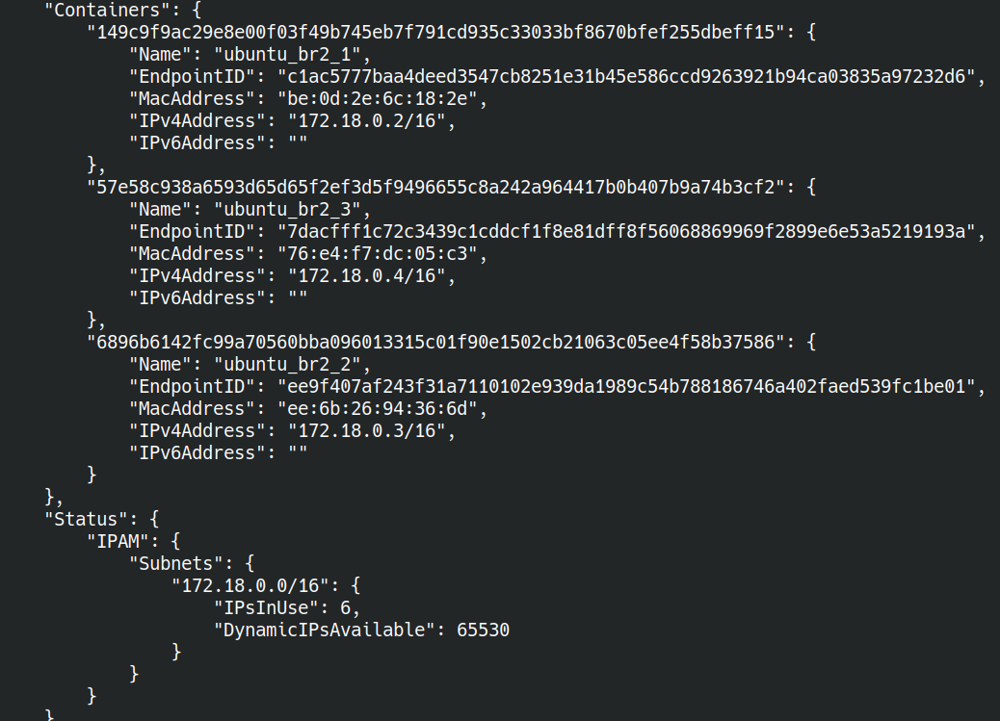 "Containers": {
"149c9f9ac29e8e00f03f49b745eb7f791cd935c33033bf8670bfef255dbeff15": {
"Name": "ubuntu_br2_1",
"EndpointID": "c1ac5777baa4deed3547cb8251e31b45e586ccd9263921b94ca03835a97232d6",
"MacAddress": "be:0d:2e:6c:18:2e",
"IPv4Address": "172.18.0.2/16",
"IPv6Address": ""
},
"57e58c938a6593d65d65f2ef3d5f9496655c8a242a964417b0b407b9a74b3cf2": {
"Name": "ubuntu_br2_3",
"EndpointID": "7dacfff1c72c3439c1cddcf1f8e81dff8f56068869969f2899e6e53a5219193a",
"MacAddress": "76:e4:f7:dc:05:c3",
"IPv4Address": "172.18.0.4/16",
"IPv6Address": ""
},
"6896b6142fc99a70560bba096013315c01f90e1502cb21063c05ee4f58b37586": {
"Name": "ubuntu_br2_2",
"EndpointID": "ee9f407af243f31a7110102e939da1989c54b788186746a402faed539fc1be01",
"MacAddress": "ee:6b:26:94:36:6d",
"IPv4Address": "172.18.0.3/16",
"IPv6Address": ""
}
},
"Status": {
"IPAM": {
"Subnets": {
"172.18.0.0/16": {
"IPsInUse": 6,
"DynamicIPsAvailable": 65530
}
}
}
}